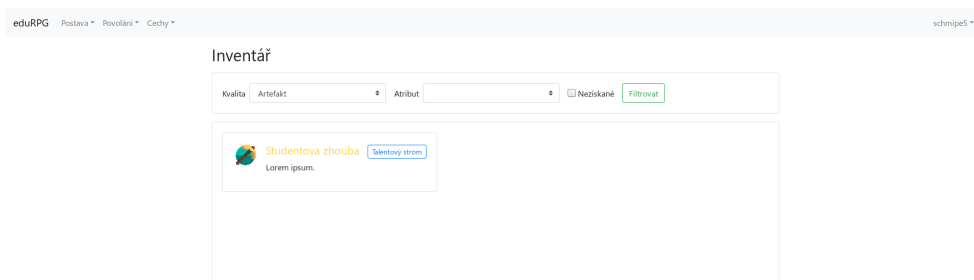 eduRPG Postava Povolání Cechy schmipe5
Inventář
Kvalita Artefakt Atribut Nezískané Filtrovat
Studentova zhouba Talentový strom
Lorem ipsum.